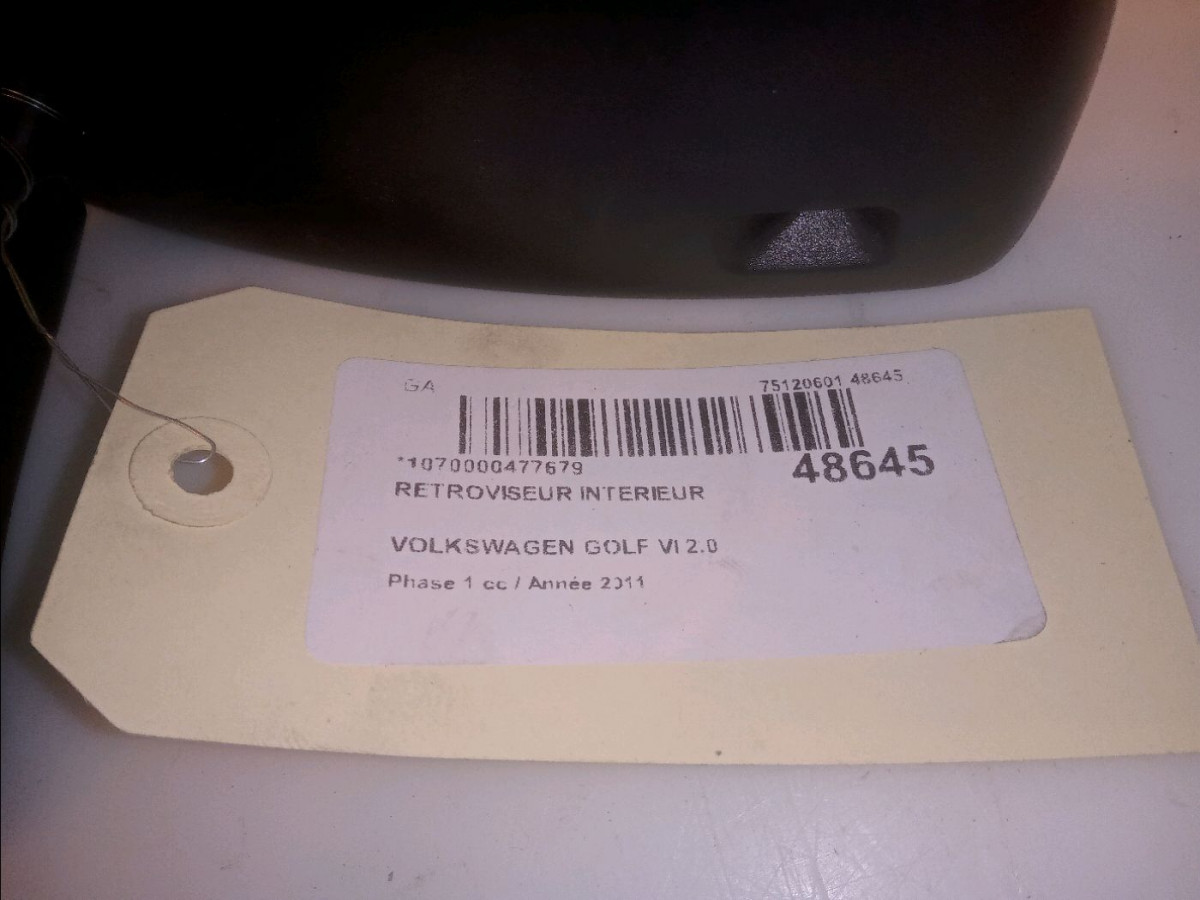 GA 75120601 48645
*1070000477679 48645
RETROVISEUR INTERIEUR
VOLKSWAGEN GOLF VI 2.0
Phase 1 cc / Année 2011